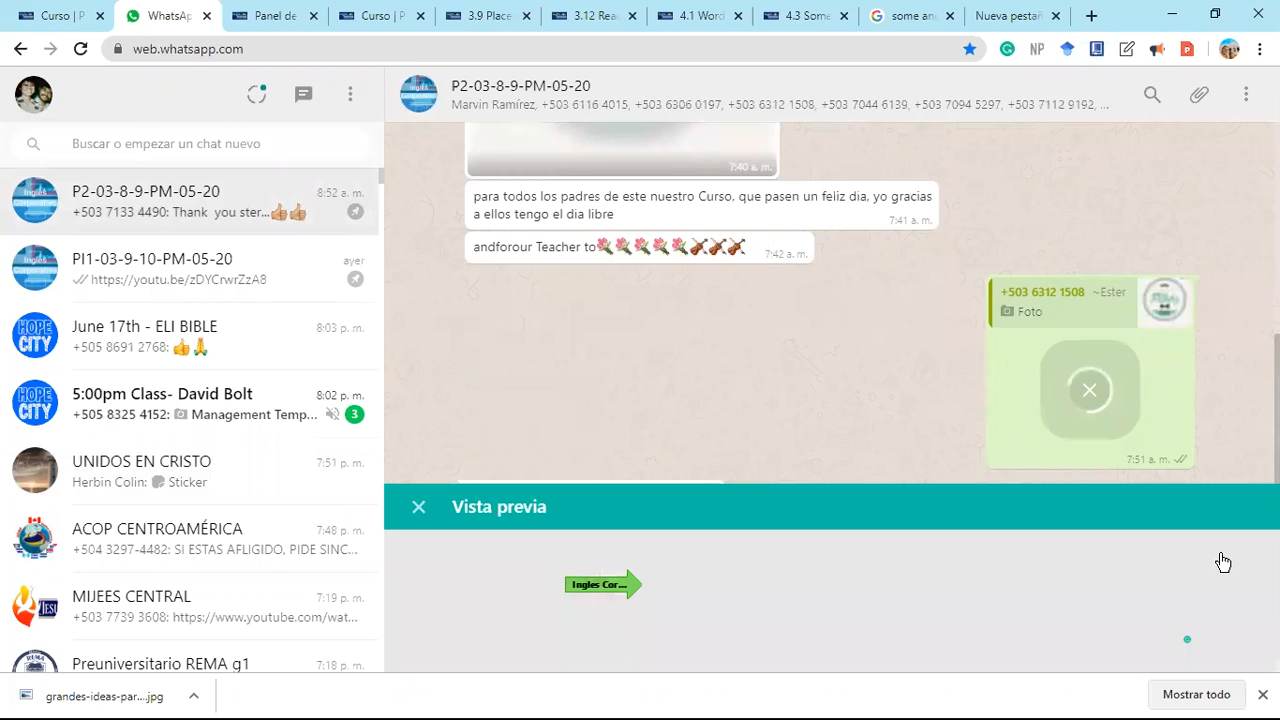 Curso | P
WhatsAp
Panel de
Curso | P
3.9 Place
3.12 Rea
4.1 Word
4.3 Some
some an
Nueva pestañ
web.whatsapp.com
NP
Buscar o empezar un chat nuevo
P2-03-8-9-PM-05-20
8:52 a. m.
+503 7133 4490: Thank you ster...👍👍
PI1-03-9-10-PM-05-20
ayer
https://youtu.be/zDYCrwrZzA8
June 17th - ELI BIBLE
8:03 p. m.
+505 8691 2768: 👍🙏
5:00pm Class- David Bolt
8:02 p. m.
+505 8325 4152: Management Temp...
3
UNIDOS EN CRISTO
7:51 p. m.
Herbin Colin: Sticker
ACOP CENTROAMÉRICA
7:48 p. m.
+504 3297-4482: SI ESTAS AFLIGIDO, PIDE SINC...
MIJEES CENTRAL
7:19 p. m.
+503 7739 3608: https://www.youtube.com/wat...
Preuniversitario REMA g1
7:18 p. m.
HOPE CITY
HOPE CITY
P2-03-8-9-PM-05-20
Marvin Ramírez, +503 6116 4015, +503 6306 0197, +503 6312 1508, +503 7044 6139, +503 7094 5297, +503 7112 9192, ...
7:40 a. m.
para todos los padres de este nuestro Curso, que pasen un feliz dia, yo gracias
a ellos tengo el dia libre
7:41 a. m.
andforour Teacher to💐💐💐💐💐🎻🎻🎻
7:42 a. m.
+503 6312 1508 ~Ester
Foto
7:51 a. m.
Vista previa
Ingles Cor...
grandes-ideas-par....jpg
Mostrar todo